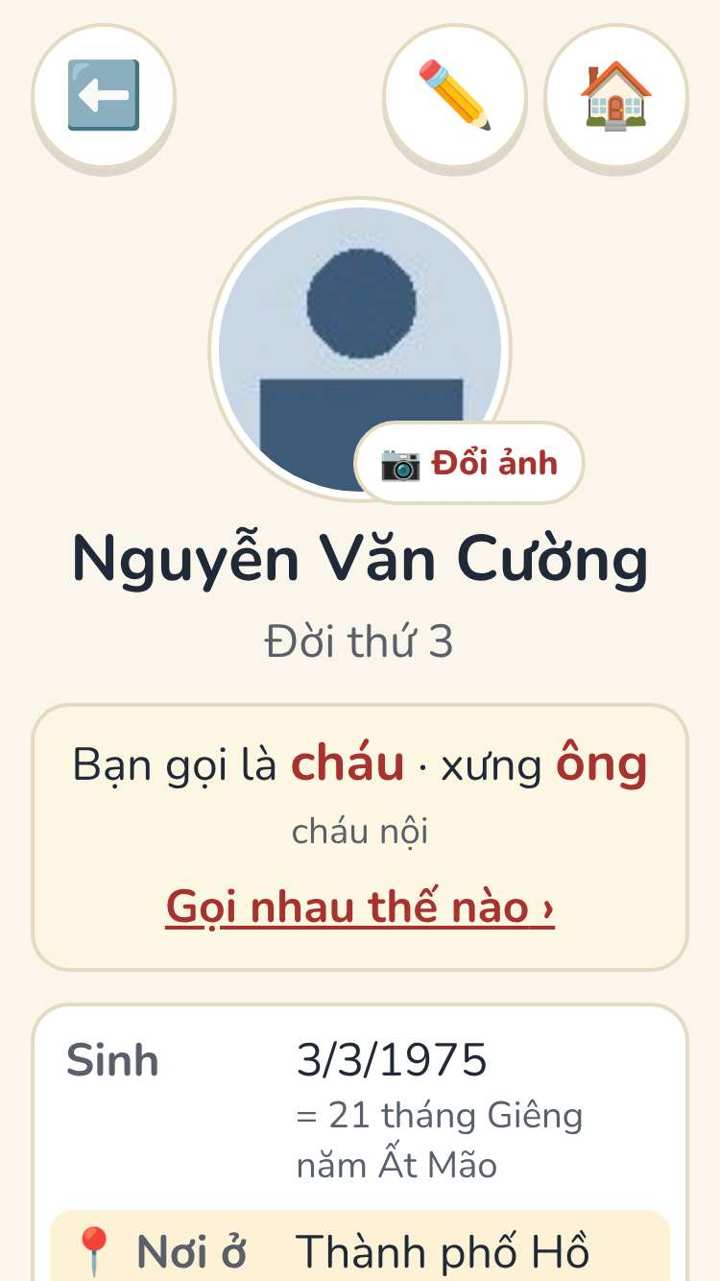 Đổi ảnh
Nguyễn Văn Cường
Đời thứ 3
Bạn gọi là cháu · xưng ông
cháu nội
Gọi nhau thế nào ›
Sinh 3/3/1975
= 21 tháng Giêng
năm Ất Mão
Nơi ở Thành phố Hồ